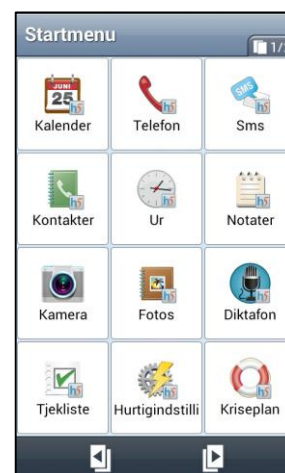 Startmenu
1/
JUNI
25
Kalender
Telefon
SMS
Sms
Kontakter
Ur
Notater
Kamera
Fotos
Diktafon
Tjekliste
Hurtigindstilli
Kriseplan